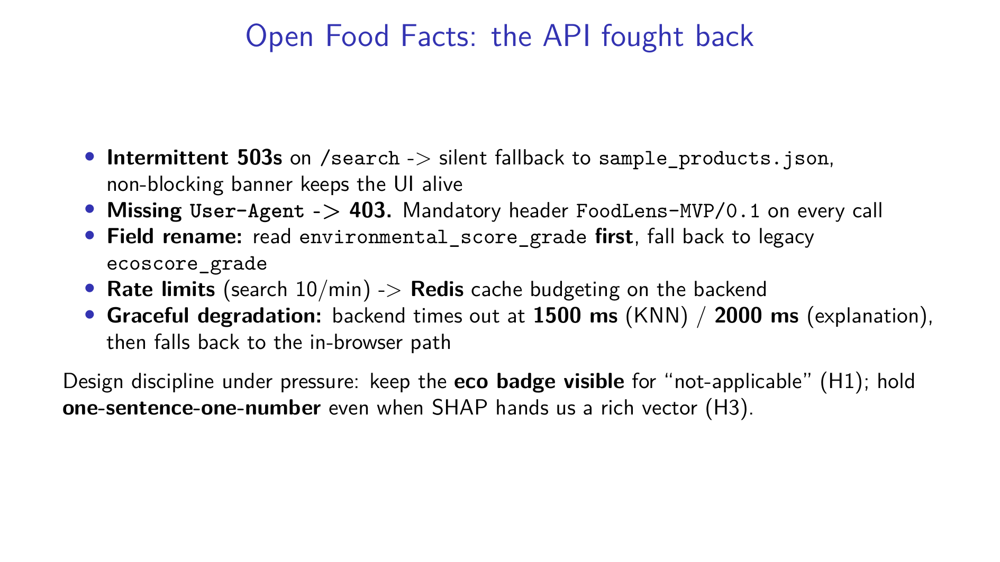 Open Food Facts: the API fought back
• Intermittent 503s on /search -> silent fallback to sample_products.json,
non-blocking banner keeps the UI alive
• Missing User-Agent -> 403. Mandatory header FoodLens-MVP/0.1 on every call
• Field rename: read environmental_score_grade first, fall back to legacy
ecoscore_grade
• Rate limits (search 10/min) -> Redis cache budgeting on the backend
• Graceful degradation: backend times out at 1500 ms (KNN) / 2000 ms (explanation),
then falls back to the in-browser path
Design discipline under pressure: keep the eco badge visible for “not-applicable” (H1); hold
one-sentence-one-number even when SHAP hands us a rich vector (H3).